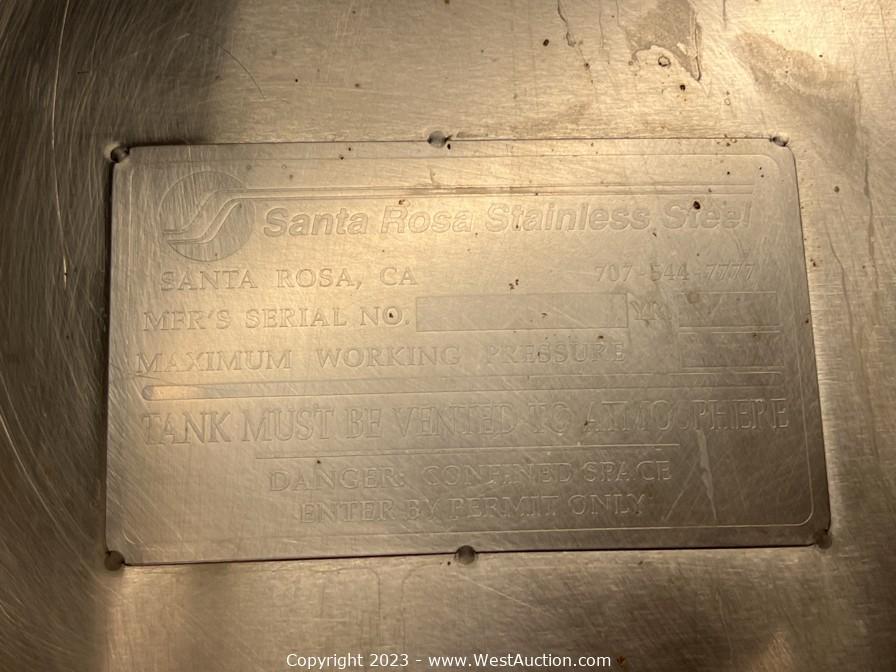 Santa Rosa Stainless Steel
SANTA ROSA, CA 707-544-7777
MFR'S SERIAL NO. YR.
MAXIMUM WORKING PRESSURE
TANK MUST BE VENTED TO ATMOSPHERE
DANGER: CONFINED SPACE
ENTER BY PERMIT ONLY
Copyright 2023 - www.WestAuction.com